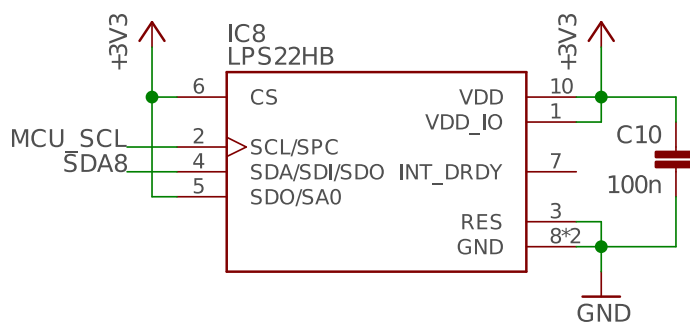 +3V3
IC8
LPS22HB
+3V3
6
CS
VDD
10
VDD_IO
1
C10
100n
MCU_SCL
2
SCL/SPC
SDA8
4
SDA/SDI/SDO
INT_DRDY
7
5
SDO/SA0
RES
3
GND
8*2
GND